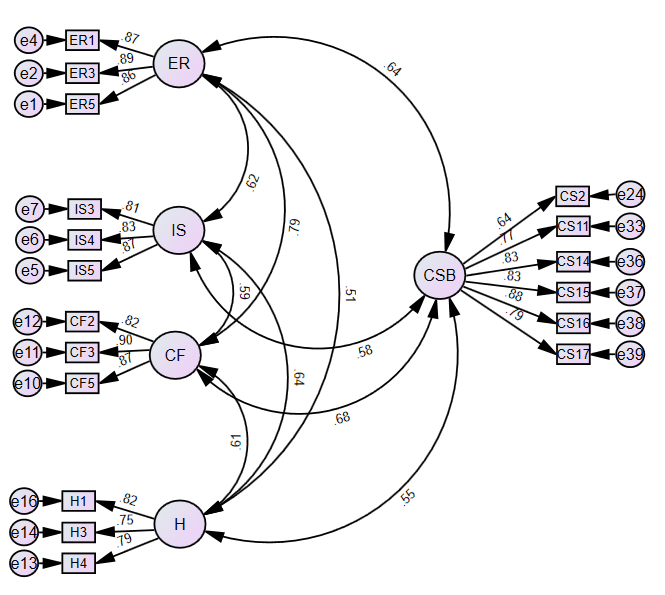 e4
ER1
.87
ER
e2
ER3
.89
e1
ER5
.86
.64
.62
e7
IS3
.81
IS
e6
IS4
.83
e5
IS5
.87
.59
.51
CS2
e24
.64
CS11
e33
.77
CS14
e36
.83
CSB
CS15
e37
.83
CS16
e38
.88
CS17
e39
.79
e12
CF2
.82
CF
e11
CF3
.90
e10
CF5
.87
.58
.64
.68
.61
e16
H1
.82
H
e14
H3
.75
e13
H4
.79
.55